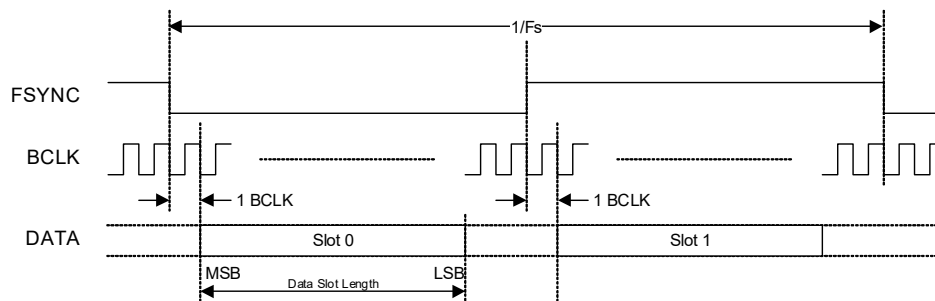 1/Fs
FSYNC
BCLK
1 BCLK 1 BCLK
DATA Slot 0 Slot 1
MSB LSB
Data Slot Length